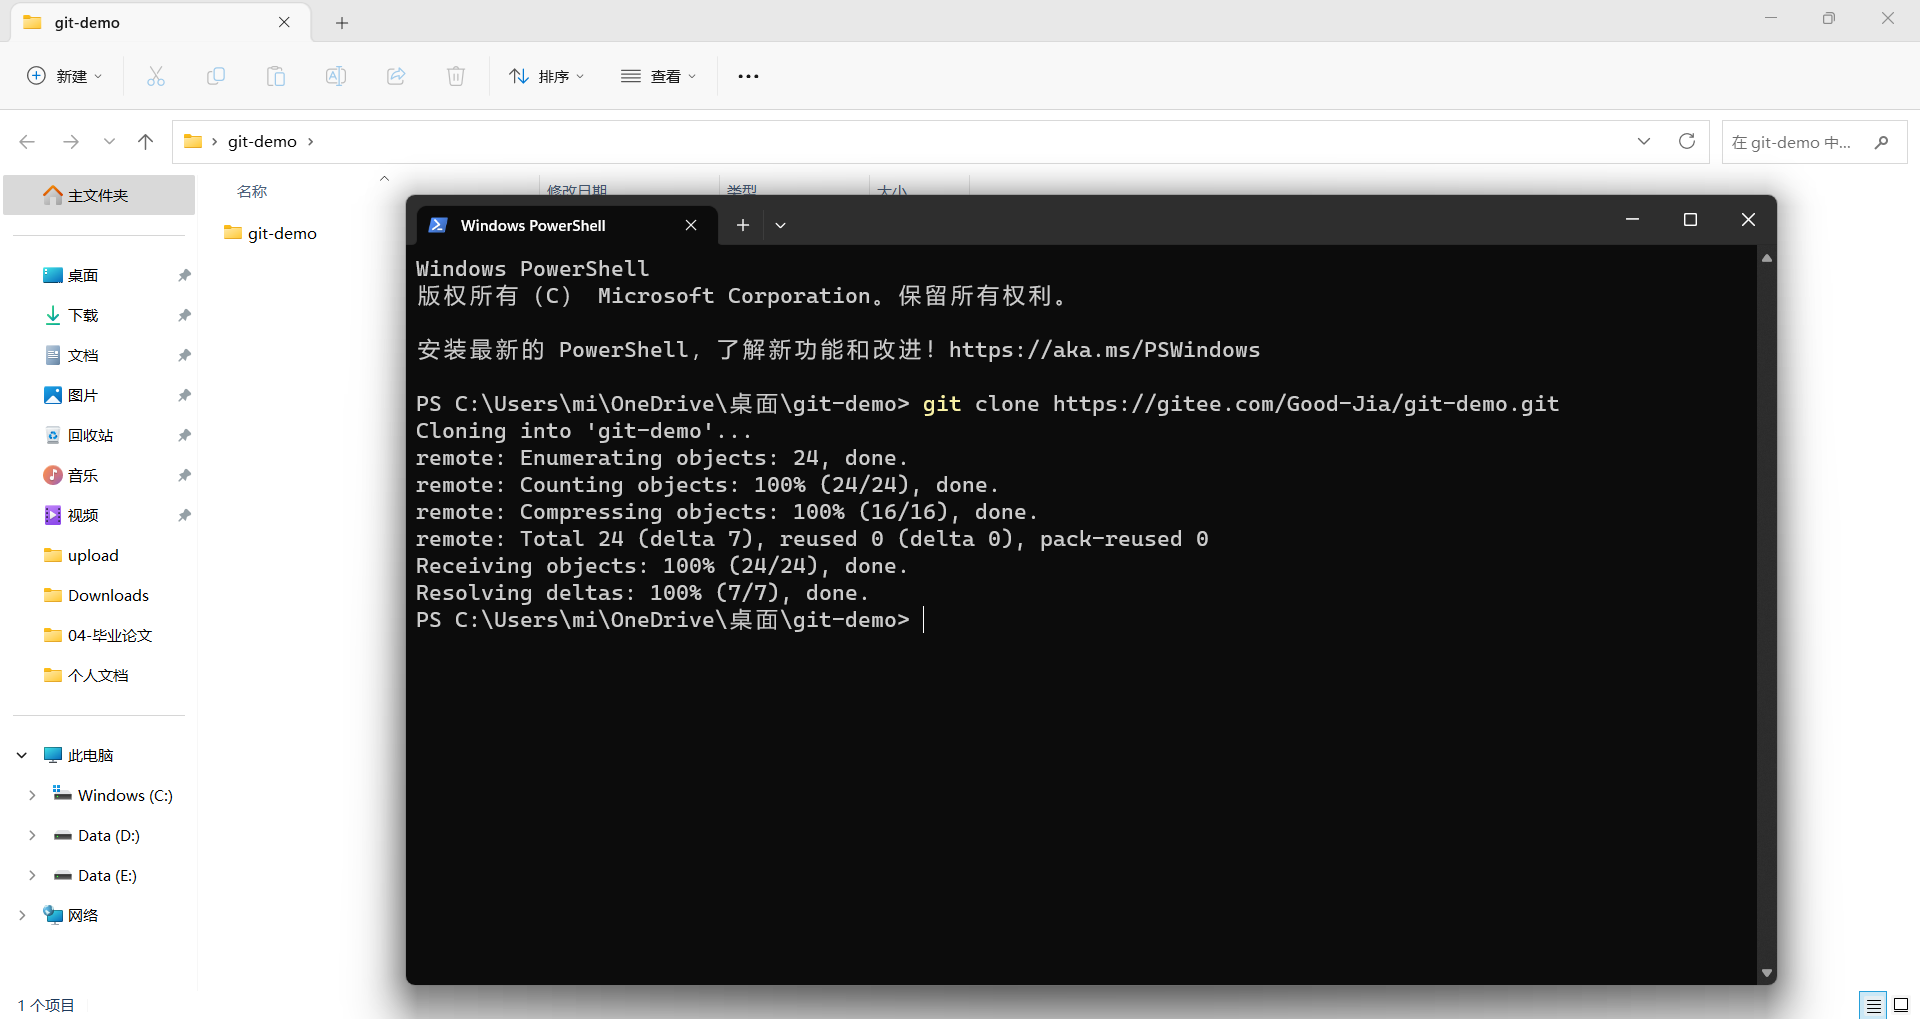 git-demo
新建
排序
查看
git-demo
在 git-demo 中...
主文件夹
桌面
下载
文档
图片
回收站
音乐
视频
upload
Downloads
04-毕业论文
个人文档
此电脑
Windows (C:)
Data (D:)
Data (E:)
网络
名称
修改日期
类型
大小
git-demo
Windows PowerShell
Windows PowerShell
版权所有（C） Microsoft Corporation。保留所有权利。
安装最新的 PowerShell，了解新功能和改进！https://aka.ms/PSWindows
PS C:\Users\mi\OneDrive\桌面\git-demo> git clone https://gitee.com/Good-Jia/git-demo.git
Cloning into 'git-demo'...
remote: Enumerating objects: 24, done.
remote: Counting objects: 100% (24/24), done.
remote: Compressing objects: 100% (16/16), done.
remote: Total 24 (delta 7), reused 0 (delta 0), pack-reused 0
Receiving objects: 100% (24/24), done.
Resolving deltas: 100% (7/7), done.
PS C:\Users\mi\OneDrive\桌面\git-demo>
1 个项目